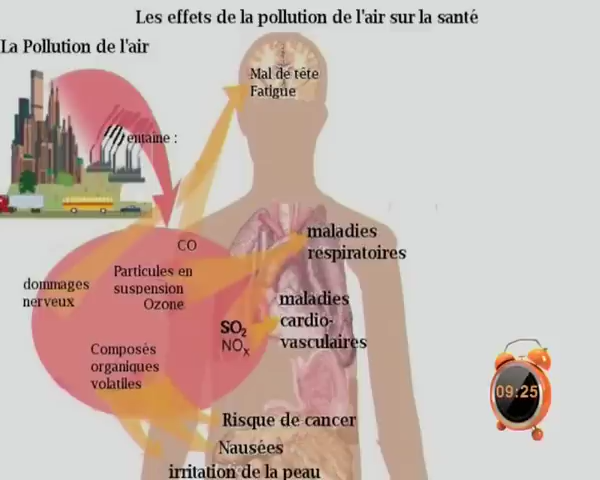 Les effets de la pollution de l'air sur la santé
La Pollution de l'air
Mal de tête
Fatigue
entaine :
CO
maladies
respiratoires
Particules en
suspension
Ozone
dommages
nerveux
maladies
cardio-
vasculaires
SO₂
NOₓ
Composés
organiques
volatiles
09:25
Risque de cancer
Nausées
irritation de la peau